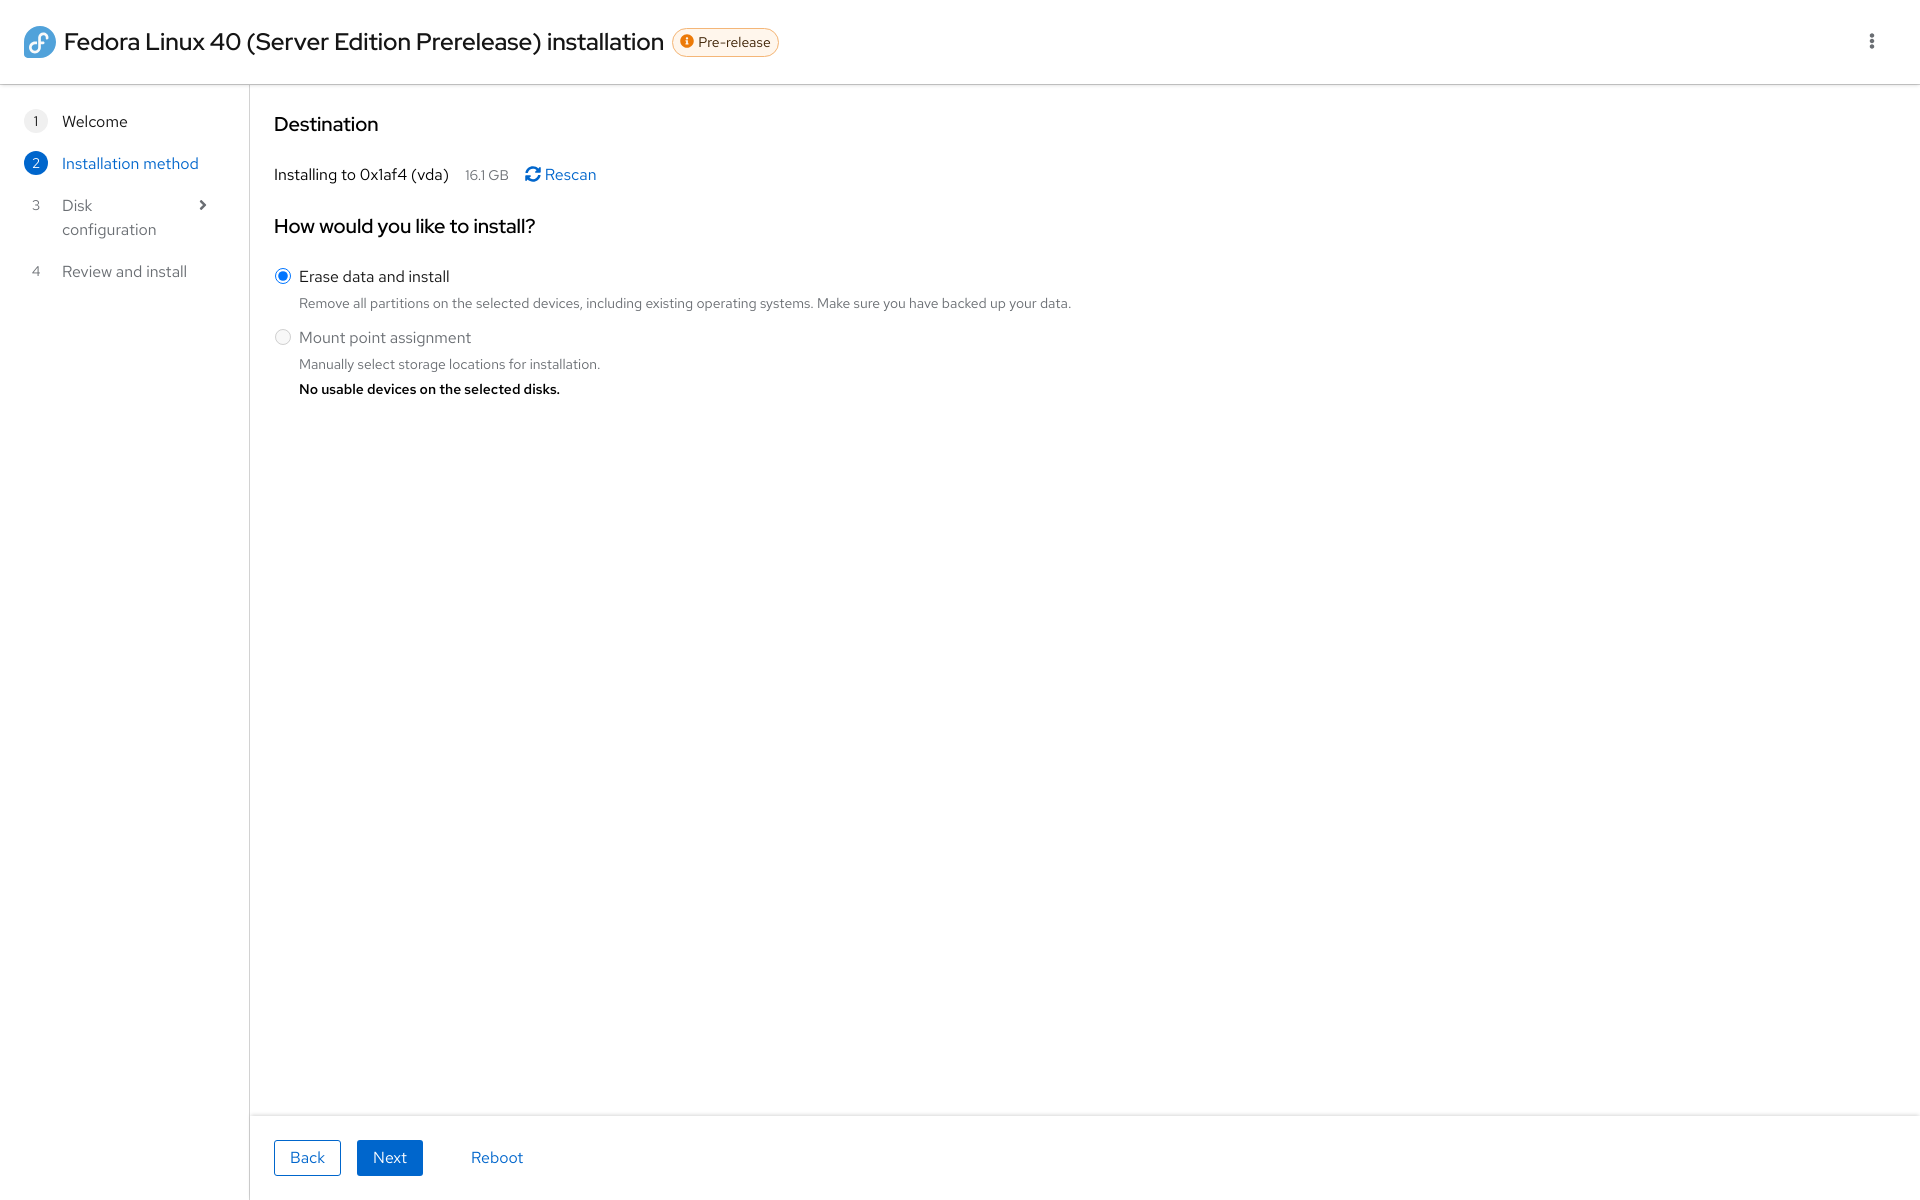 Fedora Linux 40 (Server Edition Prerelease) installation Pre-release
1 Welcome
2 Installation method
3 Disk
configuration
4 Review and install
Destination
Installing to 0x1af4 (vda) 16.1 GB Rescan
How would you like to install?
Erase data and install
Remove all partitions on the selected devices, including existing operating systems. Make sure you have backed up your data.
Mount point assignment
Manually select storage locations for installation.
No usable devices on the selected disks.
Back Next Reboot